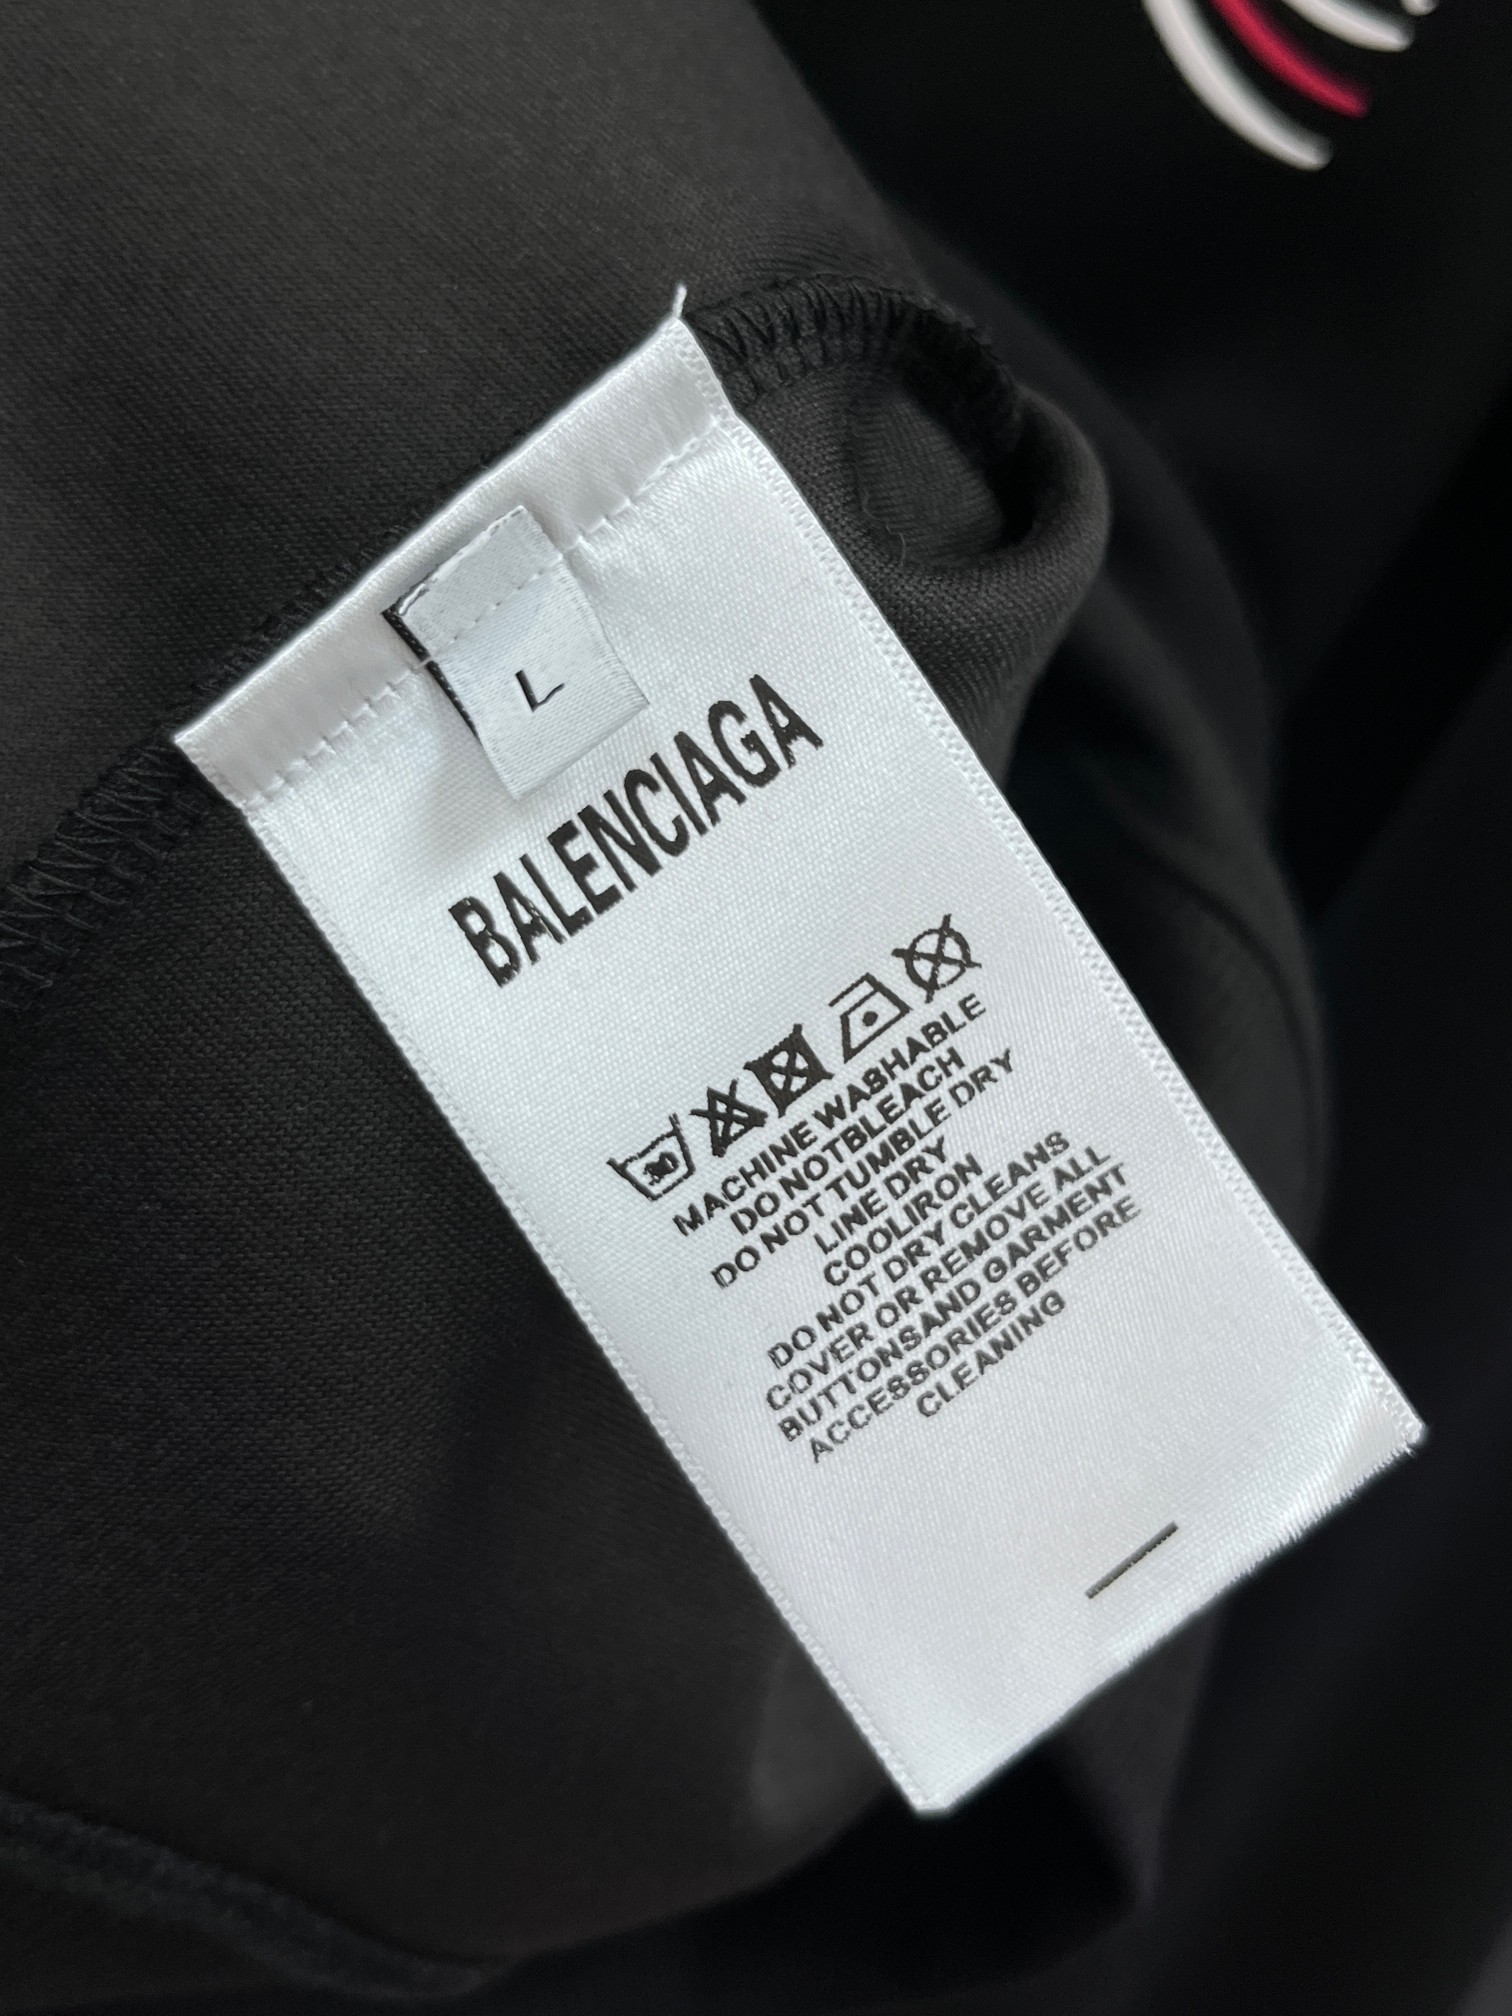 L
BALENCIAGA
30
MACHINE WASHABLE
DO NOTBLEACH
DO NOT TUMBLE DRY
LINE DRY
COOLIRON
DO NOT DRY CLEANS
COVER OR REMOVE ALL
BUTTONSAND GARMENT
ACCESSORIES BEFORE
CLEANING